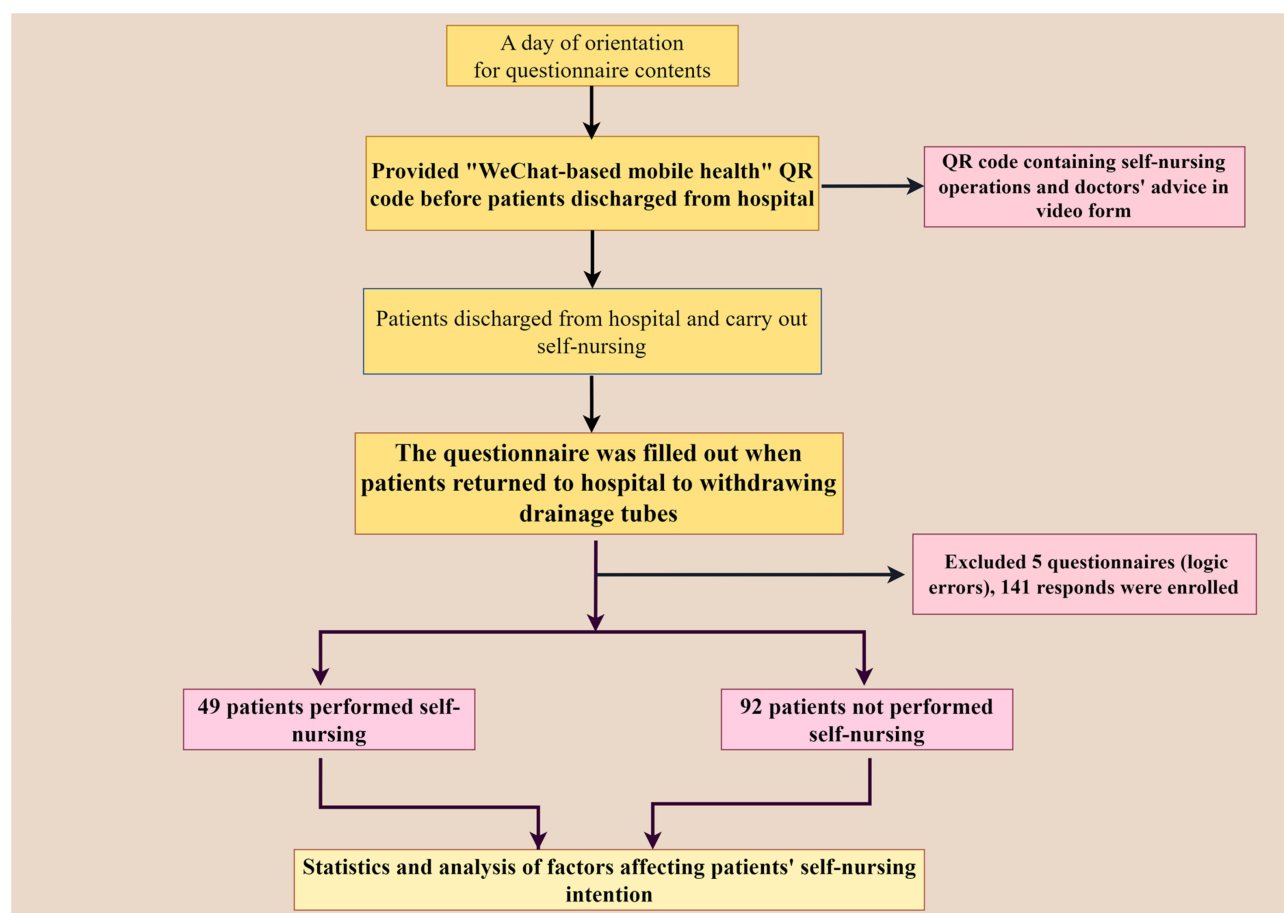 A day of orientation
for questionnaire contents
Provided "WeChat-based mobile health" QR
code before patients discharged from hospital
QR code containing self-nursing
operations and doctors' advice in
video form
Patients discharged from hospital and carry out
self-nursing
The questionnaire was filled out when
patients returned to hospital to withdrawing
drainage tubes
Excluded 5 questionnaires (logic
errors), 141 responds were enrolled
49 patients performed self-
nursing
92 patients not performed
self-nursing
Statistics and analysis of factors affecting patients' self-nursing
intention